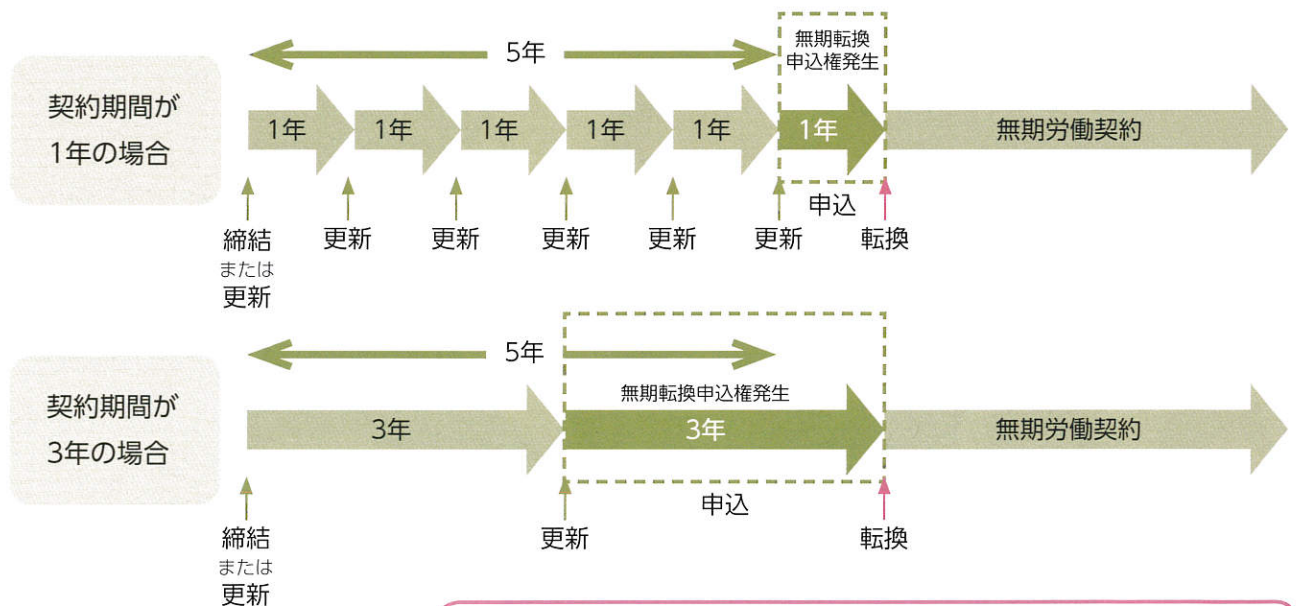 5年
無期転換
申込権発生
契約期間が
1年の場合
1年
1年
1年
1年
1年
1年
無期労働契約
締結
または
更新
更新
更新
更新
更新
更新
申込
転換
5年
無期転換申込権発生
契約期間が
3年の場合
3年
3年
無期労働契約
申込
締結
または
更新
更新
転換